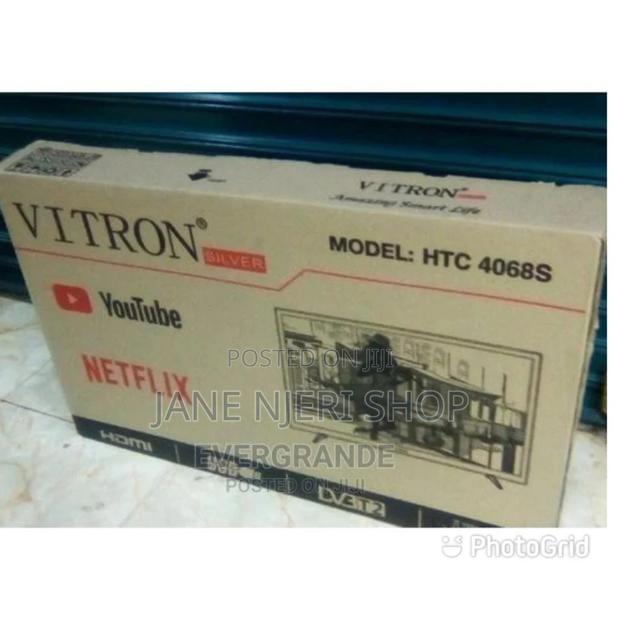 VITRON®
Amazing Smart Life
VITRON®
SILVER
MODEL: HTC 4068S
YouTube
NETFLIX
POSTED ON JIJI
JANE NJERI SHOP
EVERGRANDE
POSTED ON JIJI
HDMI
DVB T2
PhotoGrid